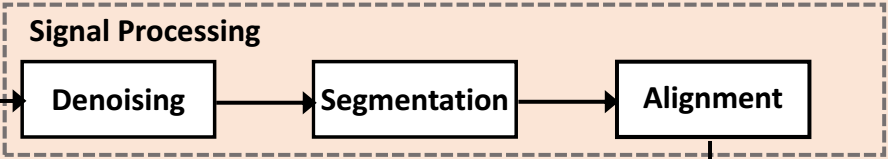 Signal Processing
Denoising
Segmentation
Alignment